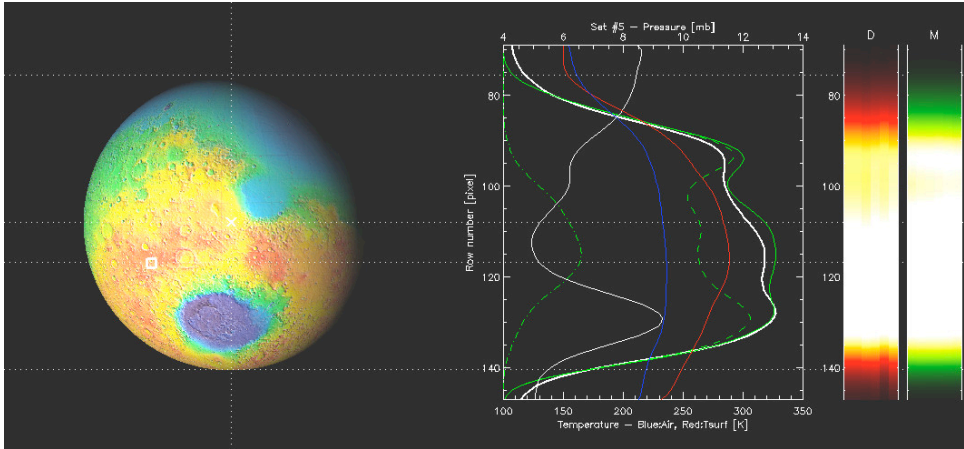 Set #5 - Pressure [mb]
4 6 8 10 12 14
D M
80 80
100 100
Row number [pixel]
120 120
140 140
100 150 200 250 300 350
Temperature - Blue:Air, Red:Tsurf [K]